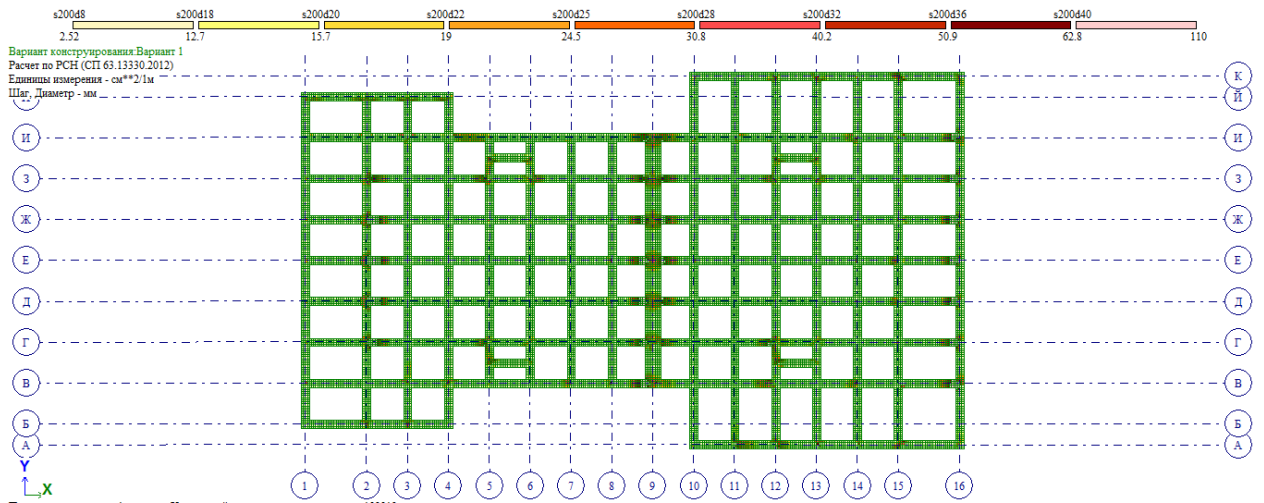 s200d8 s200d18 s200d20 s200d22 s200d25 s200d28 s200d32 s200d36 s200d40
2.52 12.7 15.7 19 24.5 30.8 40.2 50.9 62.8 110
Вариант конструирования:Вариант 1
Расчет по РСН (СП 63.13330.2012)
Единицы измерения - см**2/1м
Шаг, Диаметр - мм
К
Й
И И
З З
Ж Ж
Е Е
Д Д
Г Г
В В
Б Б
А А
Y
X
1 2 3 4 5 6 7 8 9 10 11 12 13 14 15 16